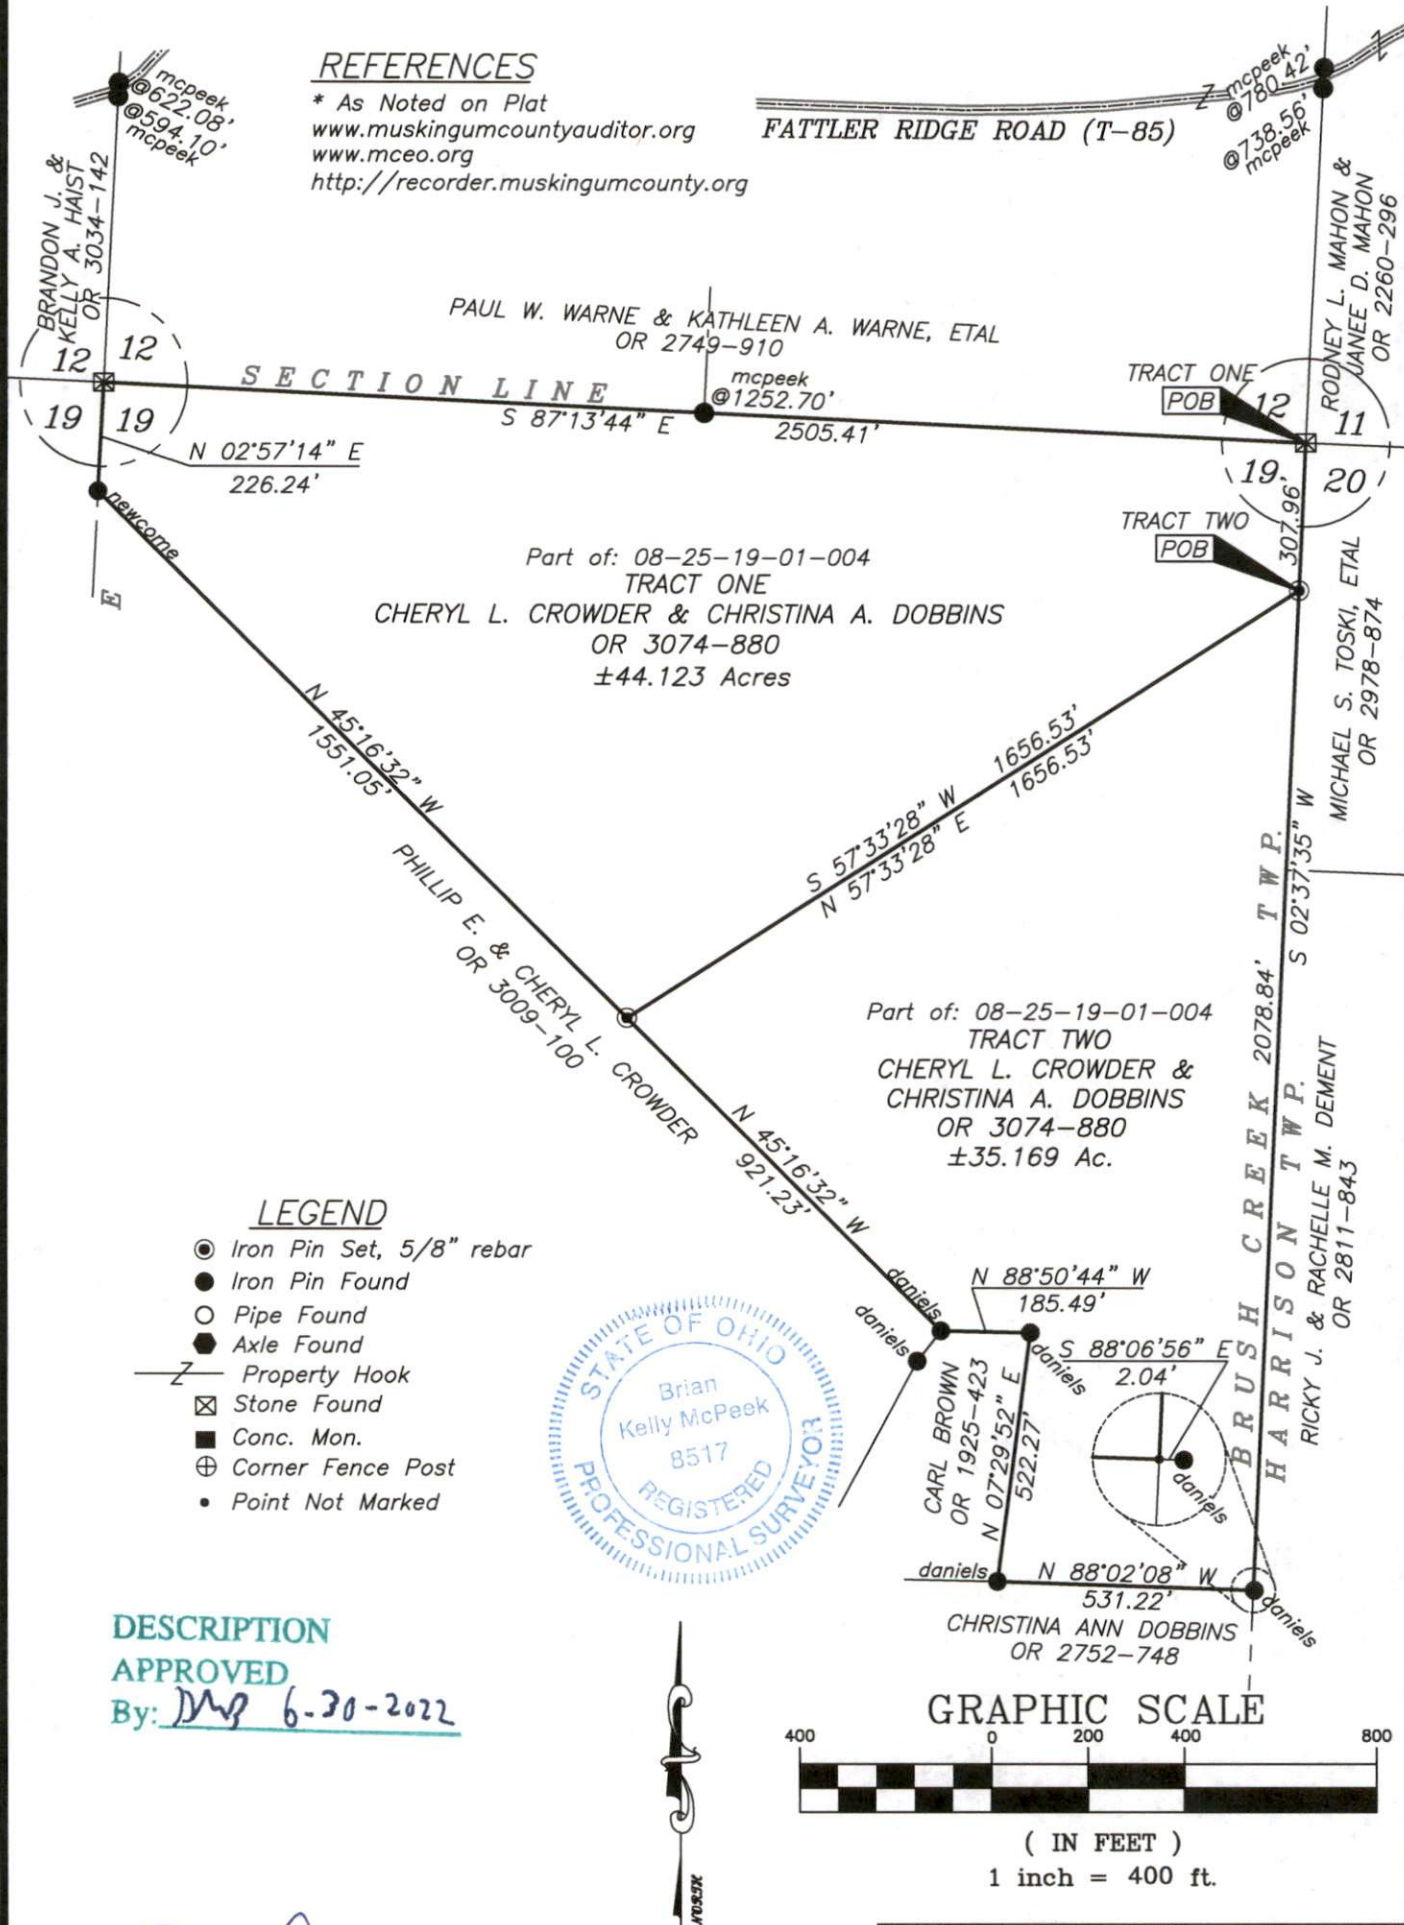 REFERENCES
* As Noted on Plat
www.muskingumcountyauditor.org
www.mceo.org
http://recorder.muskingumcounty.org
mcpeek
@622.08'
@594.10'
mcpeek
FATTLER RIDGE ROAD (T-85)
Z
Z
mcpeek
@780.42'
@738.56'
mcpeek
BRANDON J. &
KELLY A. HAIST
OR 3034-142
RODNEY L. MAHON &
JANEE D. MAHON
OR 2260-296
PAUL W. WARNE & KATHLEEN A. WARNE, ETAL
OR 2749-910
12 12
19 19
SECTION LINE
S 87°13'44" E
mcpeek
@1252.70'
2505.41'
TRACT ONE
POB
12 11
19 20
N 02°57'14" E
226.24'
newcome
E
307.96'
TRACT TWO
POB
MICHAEL S. TOSKI, ETAL
OR 2978-874
Part of: 08-25-19-01-004
TRACT ONE
CHERYL L. CROWDER & CHRISTINA A. DOBBINS
OR 3074-880
±44.123 Acres
N 45°16'32" W
1551.05'
S 57°33'28" W 1656.53'
N 57°33'28" E 1656.53'
PHILLIP E. & CHERYL L. CROWDER
OR 3009-100
S 02°37'35" W
2078.84'
BRUSH CREEK TWP.
HARRISON TWP.
RICKY J. & RACHELLE M. DEMENT
OR 2811-843
Part of: 08-25-19-01-004
TRACT TWO
CHERYL L. CROWDER &
CHRISTINA A. DOBBINS
OR 3074-880
±35.169 Ac.
N 45°16'32" W
921.23'
daniels
daniels
N 88°50'44" W
185.49'
daniels
S 88°06'56" E
2.04'
daniels
CARL BROWN
OR 1925-423
N 07°29'52" E
522.27'
daniels
N 88°02'08" W
531.22'
daniels
CHRISTINA ANN DOBBINS
OR 2752-748
LEGEND
Iron Pin Set, 5/8" rebar
Iron Pin Found
Pipe Found
Axle Found
Z Property Hook
Stone Found
Conc. Mon.
Corner Fence Post
Point Not Marked
STATE OF OHIO
Brian
Kelly McPeek
8517
REGISTERED
PROFESSIONAL SURVEYOR
DESCRIPTION
APPROVED
By: DWB 6-30-2022
NORTH
GRAPHIC SCALE
400 0 200 400 800
( IN FEET )
1 inch = 400 ft.